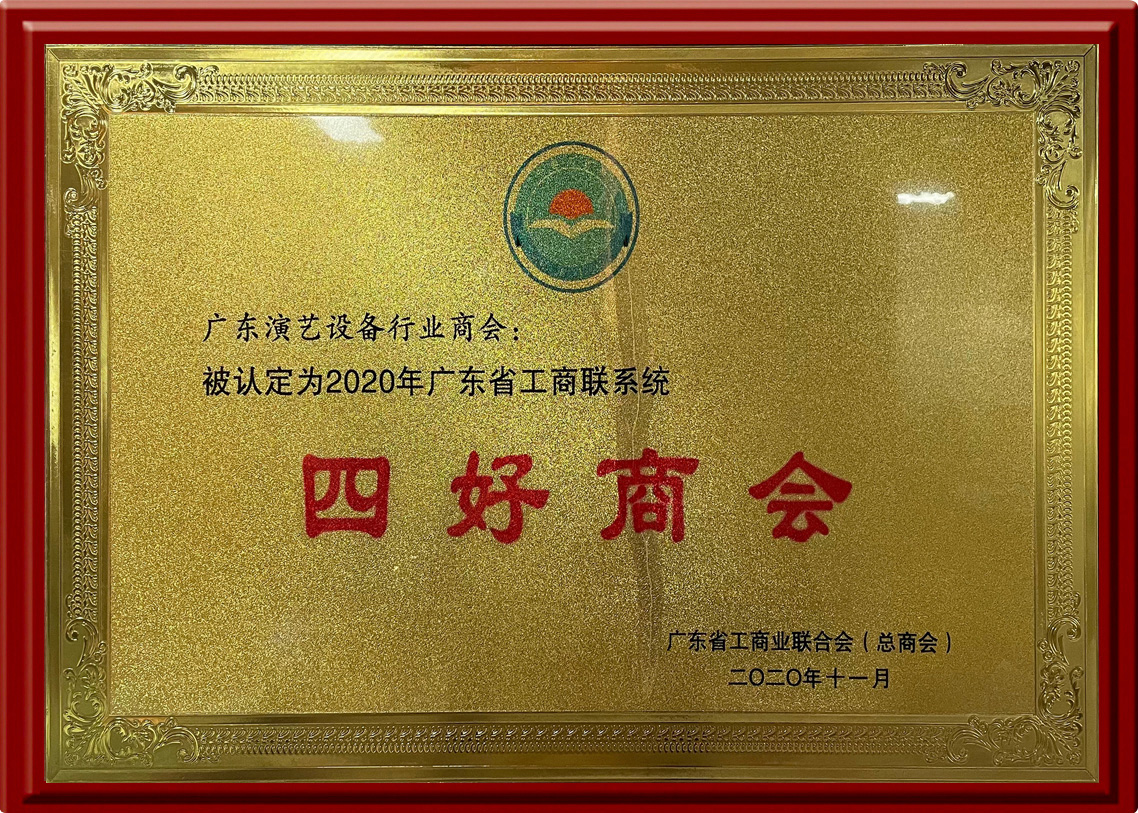 广东演艺设备行业商会：
被认定为2020年广东省工商联系统
四好商会
广东省工商业联合会（总商会）
二〇二〇年十一月